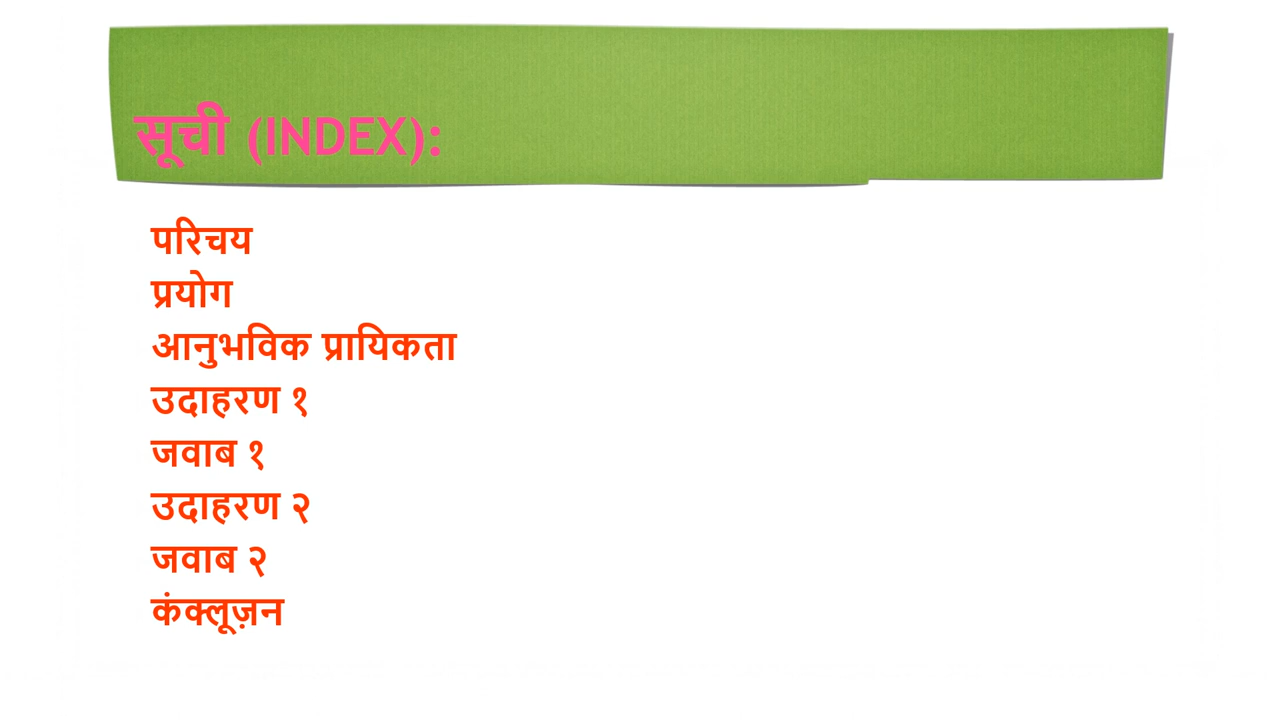 सूची (INDEX):
परिचय
प्रयोग
आनुभविक प्रायिकता
उदाहरण १
जवाब १
उदाहरण २
जवाब २
कंक्लूज़न